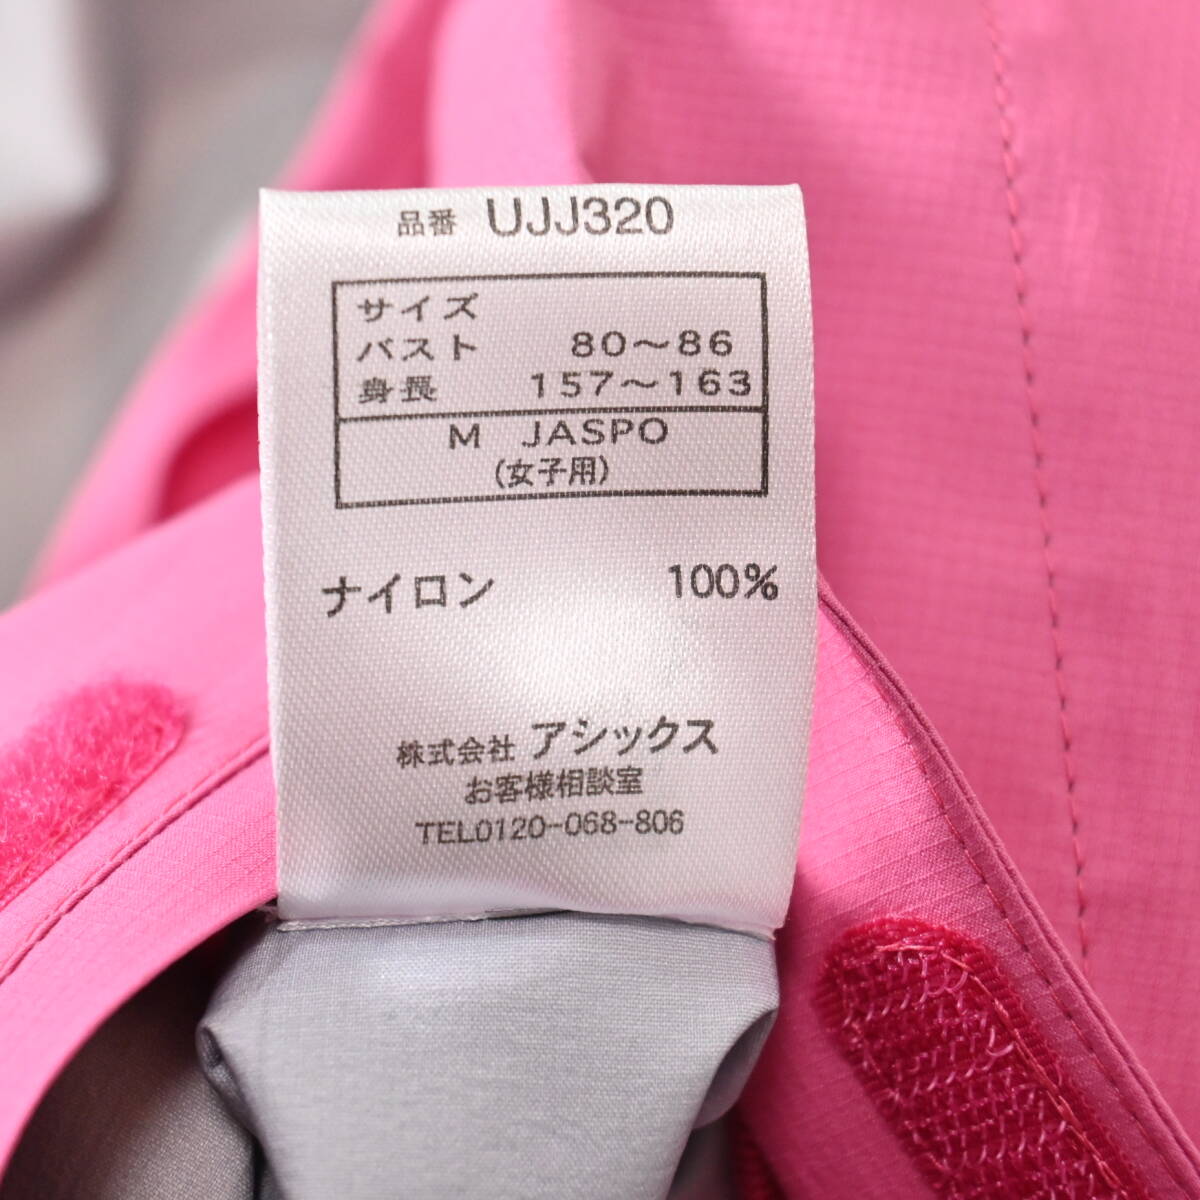 品番 UJJ320
サイズ
バスト 80～86
身長 157～163
M JASPO
(女子用)
ナイロン 100%
株式会社 アシックス
お客様相談室
TEL0120-068-806